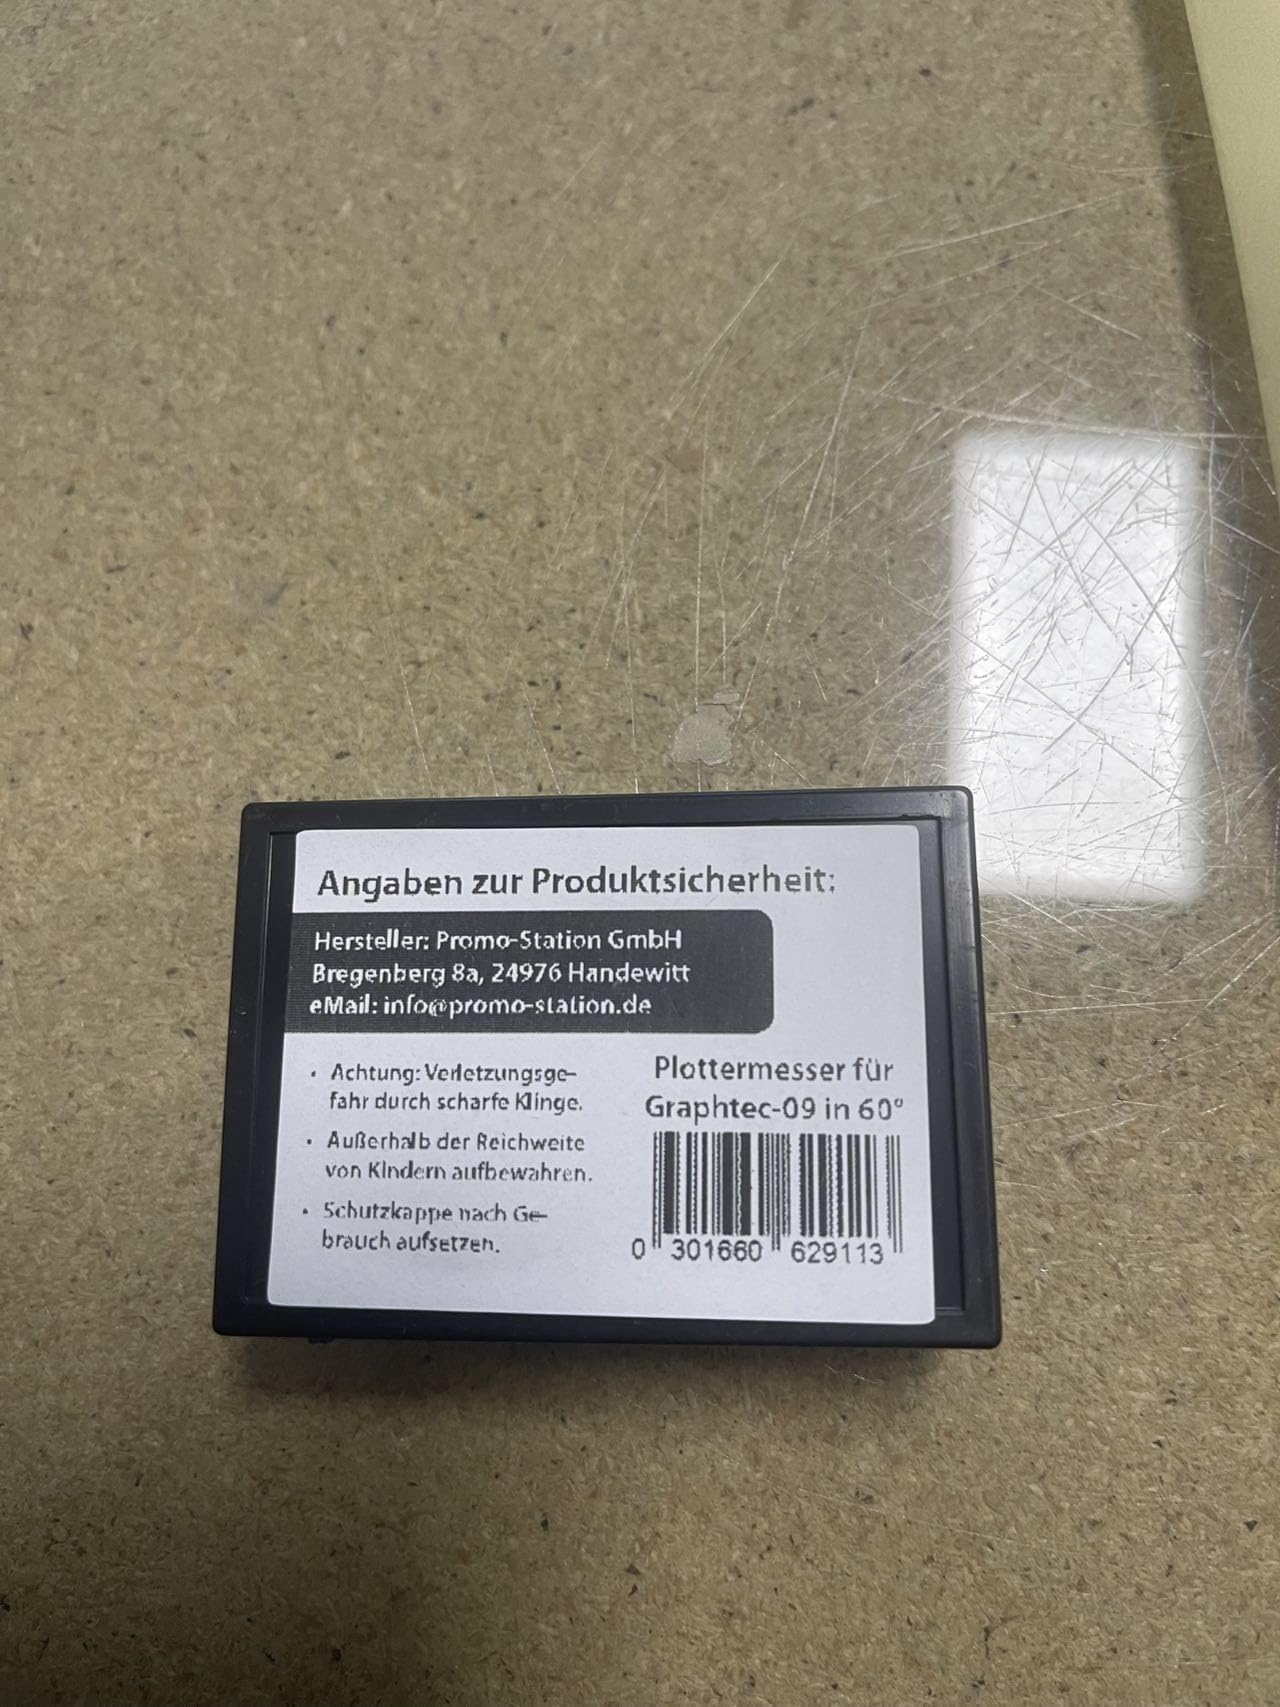 Angaben zur Produktsicherheit:
Hersteller: Promo-Station GmbH
Bregenberg 8a, 24976 Handewitt
eMail: info@promo-station.de
• Achtung: Verletzungsge-
fahr durch scharfe Klinge.
• Außerhalb der Reichweite
von Kindern aufbewahren.
• Schutzkappe nach Ge-
brauch aufsetzen.
Plottermesser für
Graphtec-09 in 60°
0 301660 629113